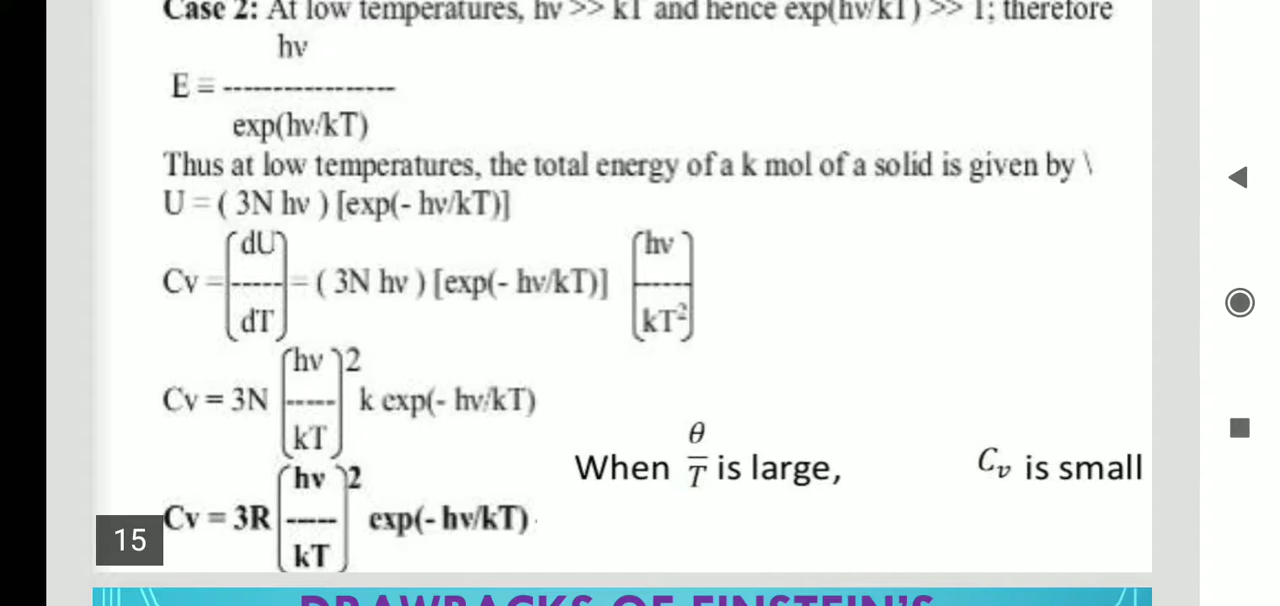 Case 2: At low temperatures, hν >> kT and hence exp(hν/kT) >> 1; therefore
hν
E = -----------------
exp(hν/kT)
Thus at low temperatures, the total energy of a k mol of a solid is given by \
U = ( 3N hν ) [exp(- hν/kT)]
Cv = (dU ----- dT) = ( 3N hν ) [exp(- hν/kT)] (hν ------ kT²)
Cv = 3N (hν ----- kT)2 k exp(- hν/kT)
When θ/T is large, Cᵥ is small
Cv = 3R (hν ----- kT)2 exp(- hν/kT)
15
DRAWBACKS OF EINSTEIN'S